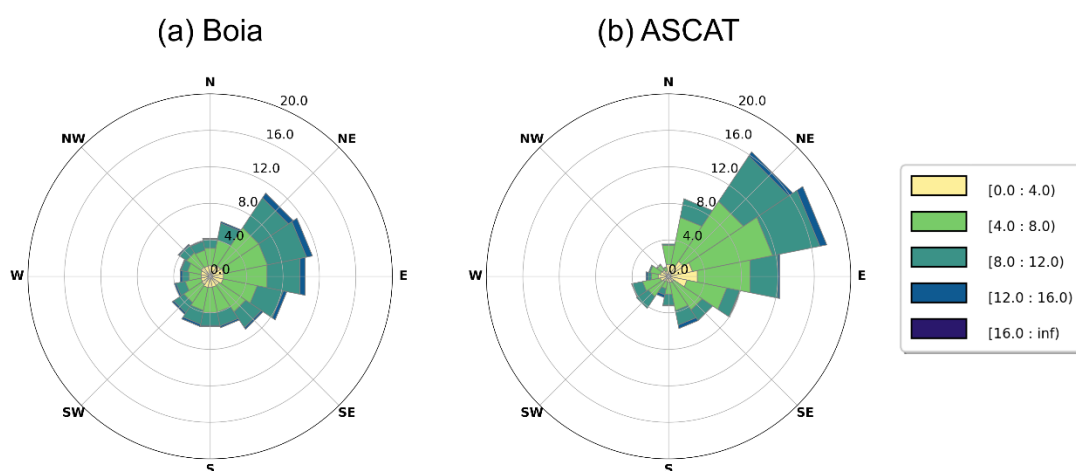 (a) Boia
(b) ASCAT
N
NE
E
SE
S
SW
W
NW
0.0
4.0
8.0
12.0
16.0
20.0
N
NE
E
SE
S
SW
W
NW
0.0
4.0
8.0
12.0
16.0
20.0
[0.0 : 4.0)
[4.0 : 8.0)
[8.0 : 12.0)
[12.0 : 16.0)
[16.0 : inf)